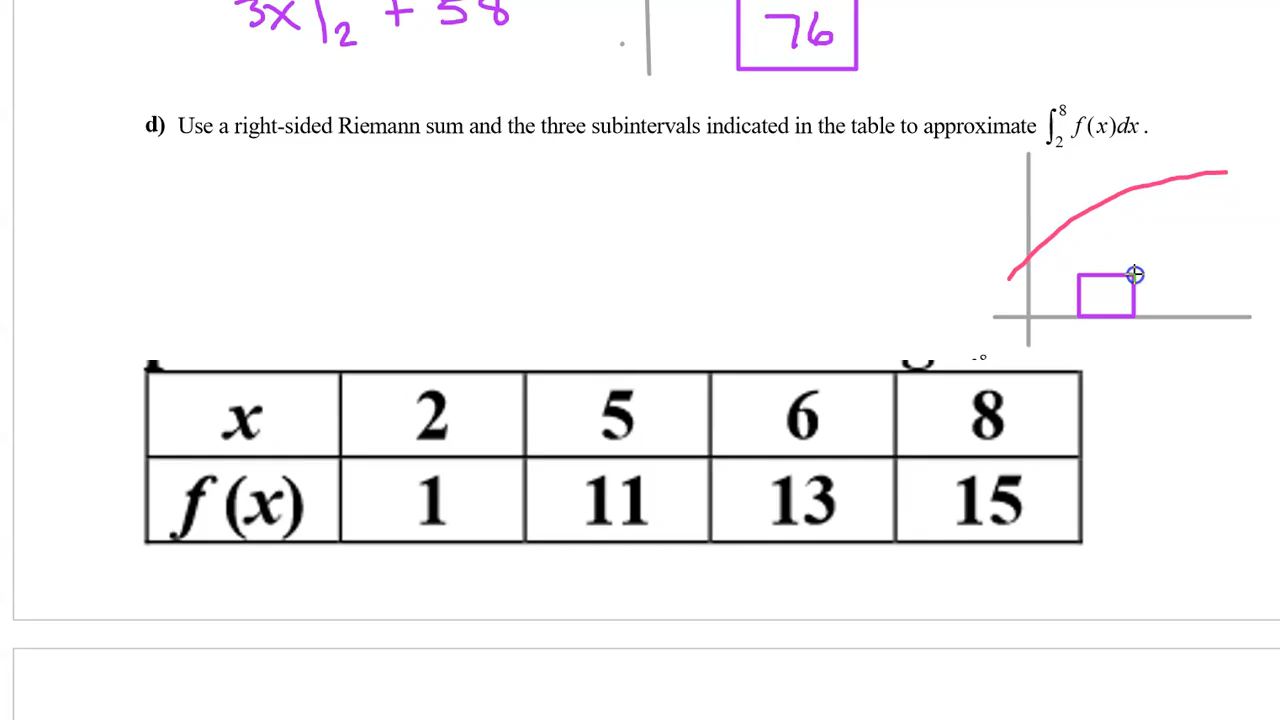 3x|₂ + 58
76
d) Use a right-sided Riemann sum and the three subintervals indicated in the table to approximate ∫₂⁸ f(x)dx.
x 2 5 6 8
f(x) 1 11 13 15